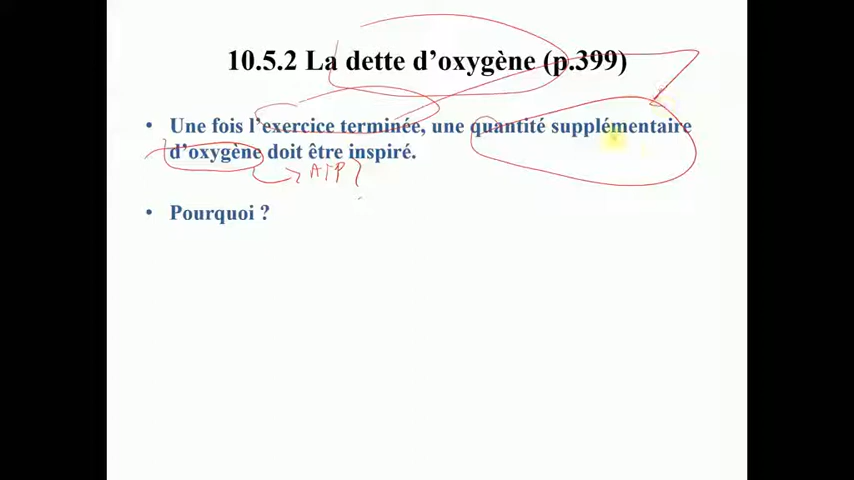 10.5.2 La dette d'oxygène (p.399)
• Une fois l'exercice terminée, une quantité supplémentaire
d'oxygène doit être inspiré.
ATP
• Pourquoi ?